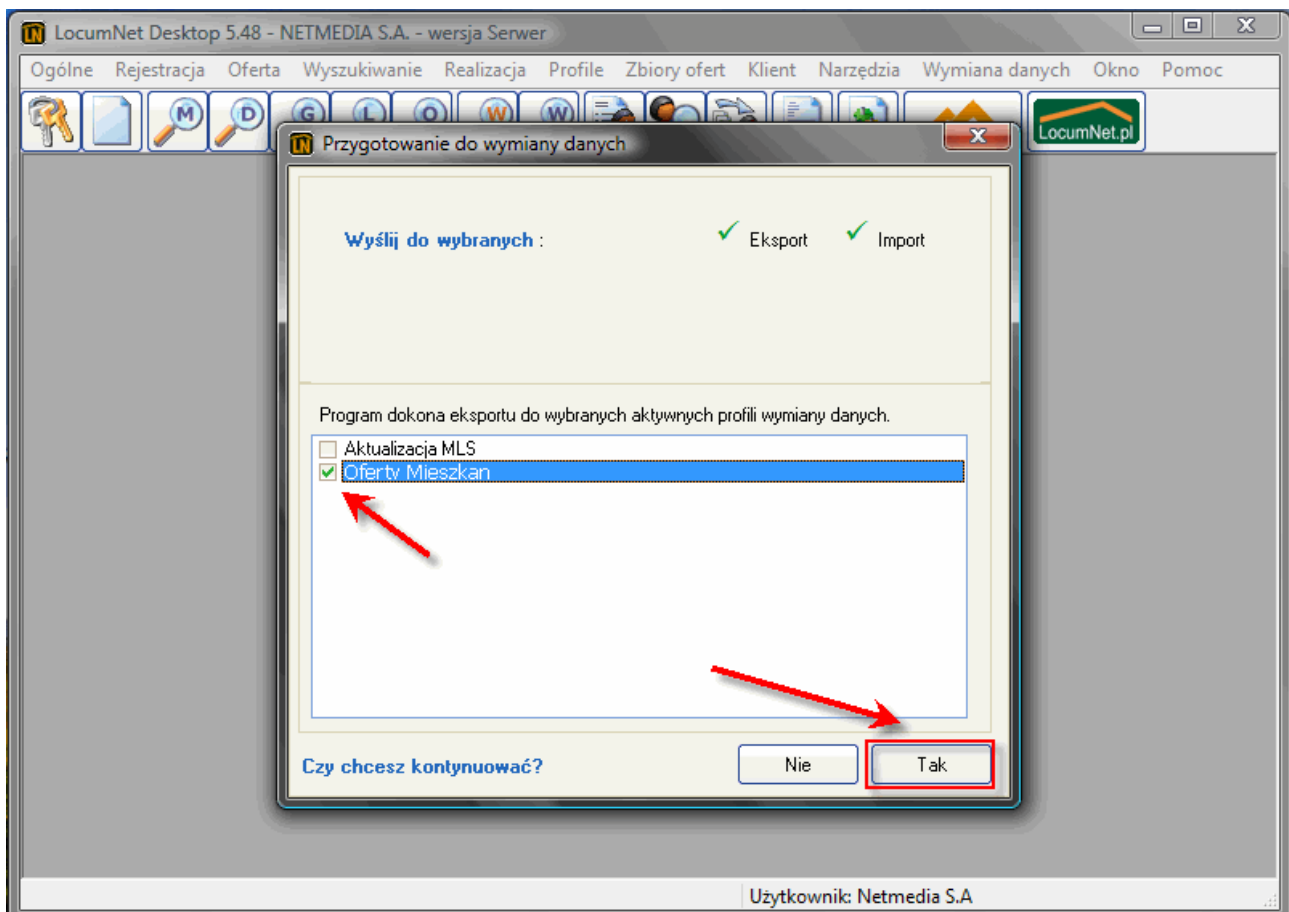 LN LocumNet Desktop 5.48 - NETMEDIA S.A. - wersja Serwer
Ogólne Rejestracja Oferta Wyszukiwanie Realizacja Profile Zbiory ofert Klient Narzędzia Wymiana danych Okno Pomoc
M D G L O W W LocumNet.pl
LN Przygotowanie do wymiany danych
Wyślij do wybranych : Eksport Import
Program dokona eksportu do wybranych aktywnych profili wymiany danych.
Aktualizacja MLS
Oferty Mieszkan
Czy chcesz kontynuować? Nie Tak
Użytkownik: Netmedia S.A